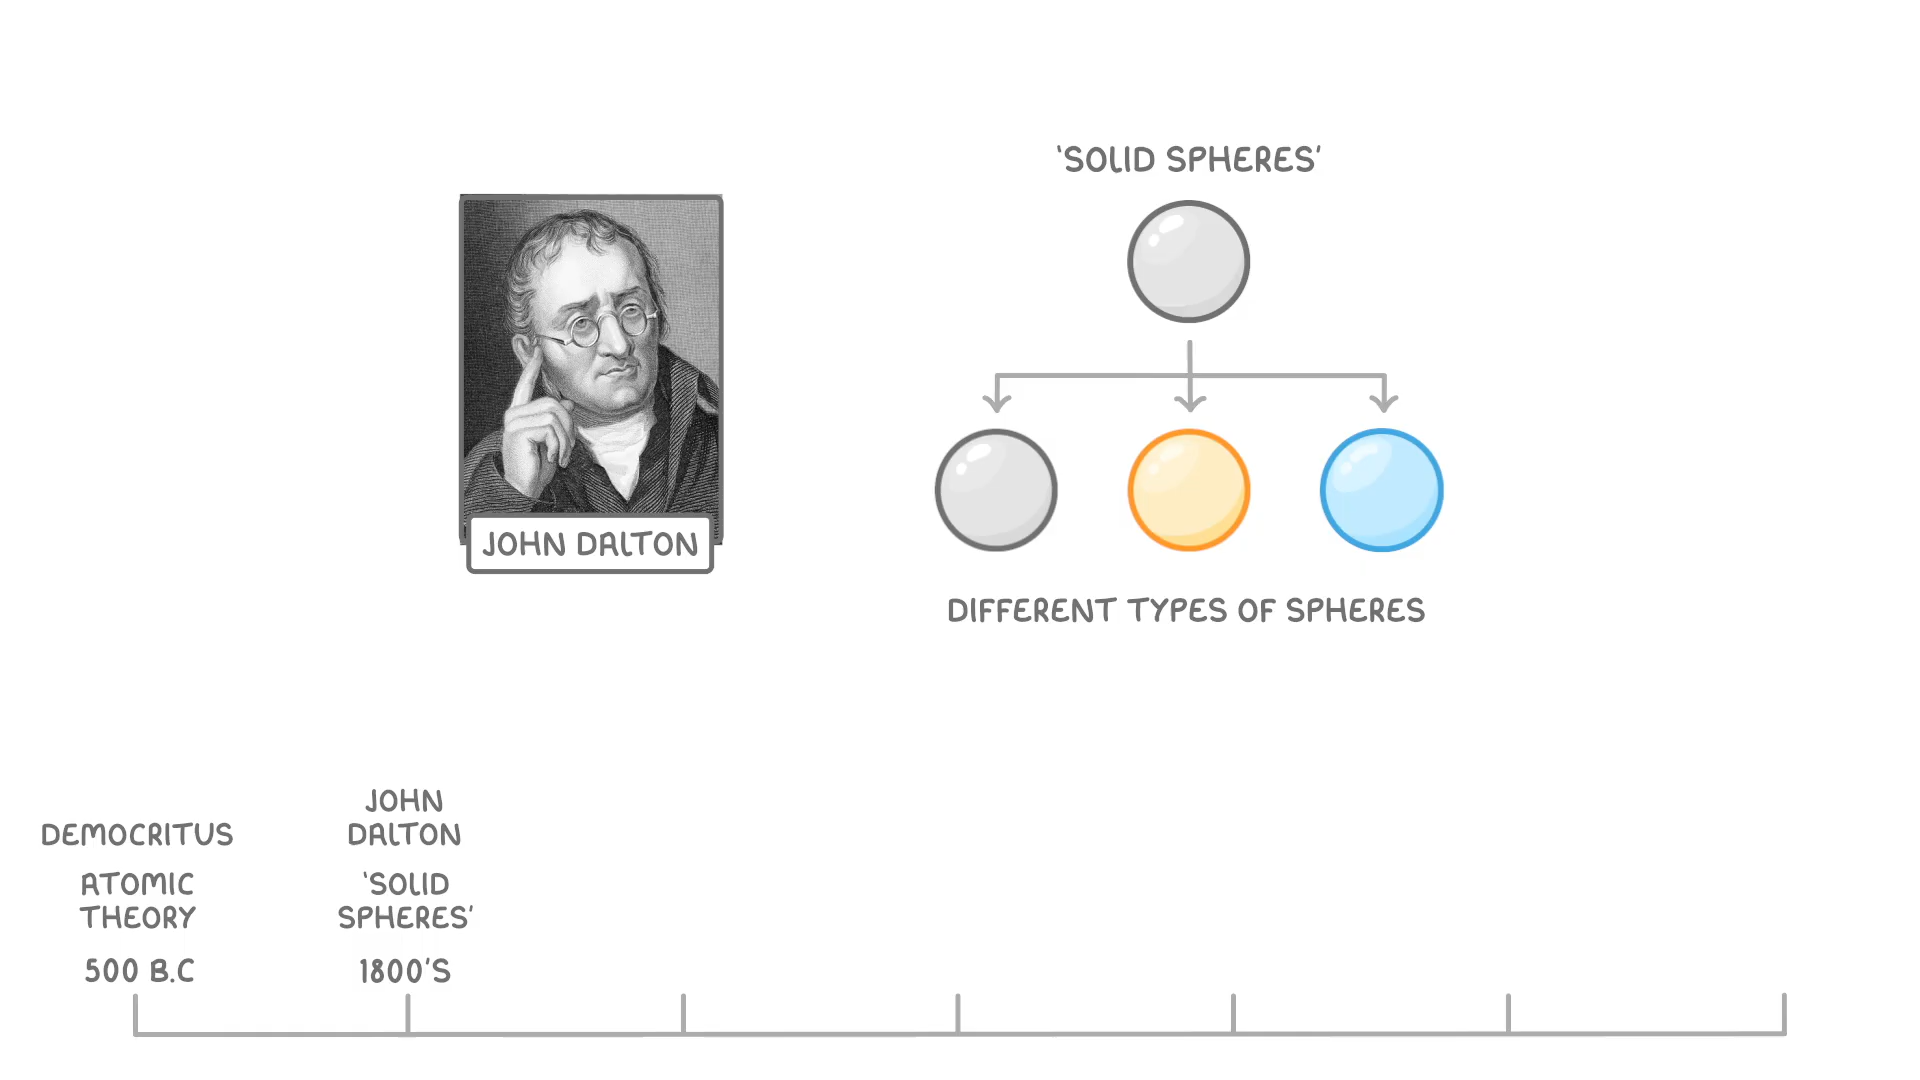 'SOLID SPHERES'
JOHN DALTON
DIFFERENT TYPES OF SPHERES
DEMOCRITUS
ATOMIC
THEORY
500 B.C
JOHN
DALTON
'SOLID
SPHERES'
1800'S